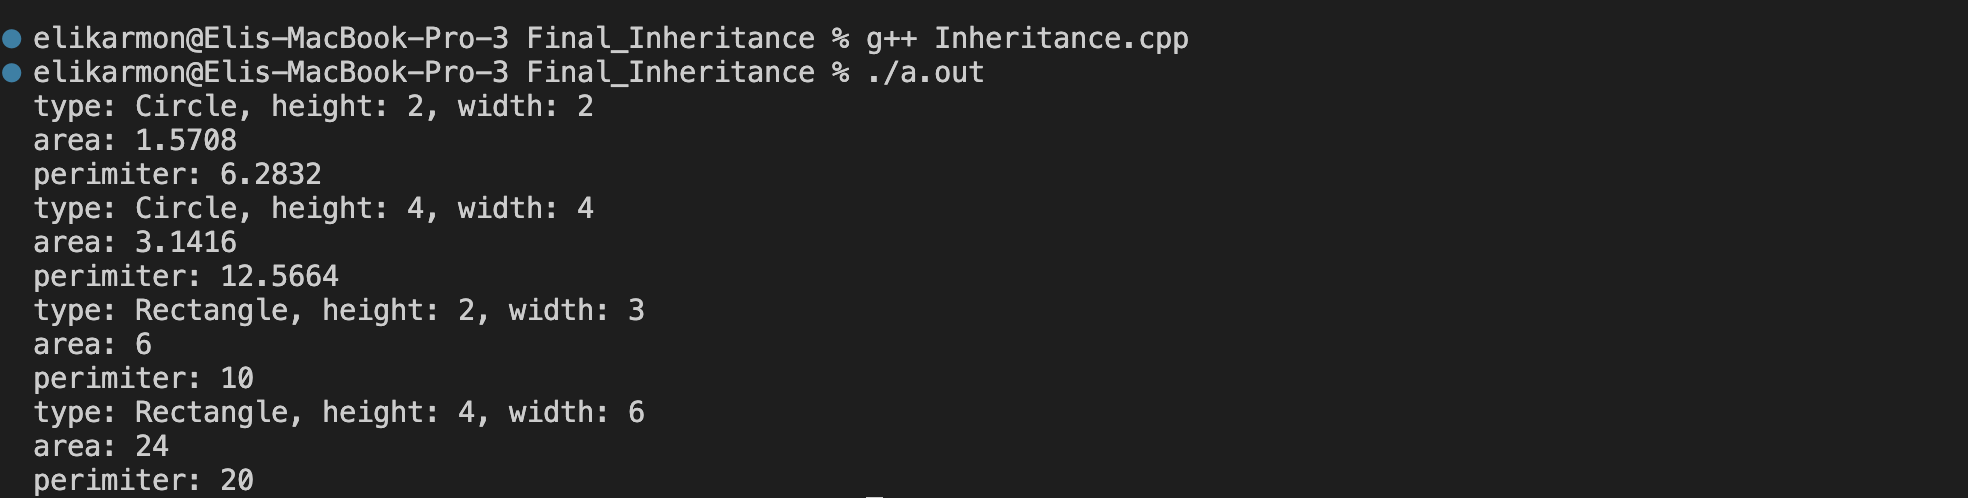 elikarmon@Elis-MacBook-Pro-3 Final_Inheritance % g++ Inheritance.cpp
elikarmon@Elis-MacBook-Pro-3 Final_Inheritance % ./a.out
type: Circle, height: 2, width: 2
area: 1.5708
perimiter: 6.2832
type: Circle, height: 4, width: 4
area: 3.1416
perimiter: 12.5664
type: Rectangle, height: 2, width: 3
area: 6
perimiter: 10
type: Rectangle, height: 4, width: 6
area: 24
perimiter: 20